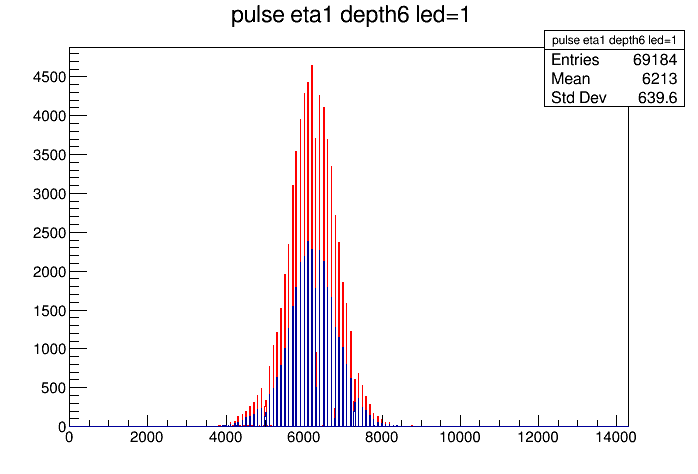 pulse eta1 depth6 led=1
pulse eta1 depth6 led=1
Entries 69184
Mean 6213
Std Dev 639.6
4500
4000
3500
3000
2500
2000
1500
1000
500
0
0 2000 4000 6000 8000 10000 12000 14000